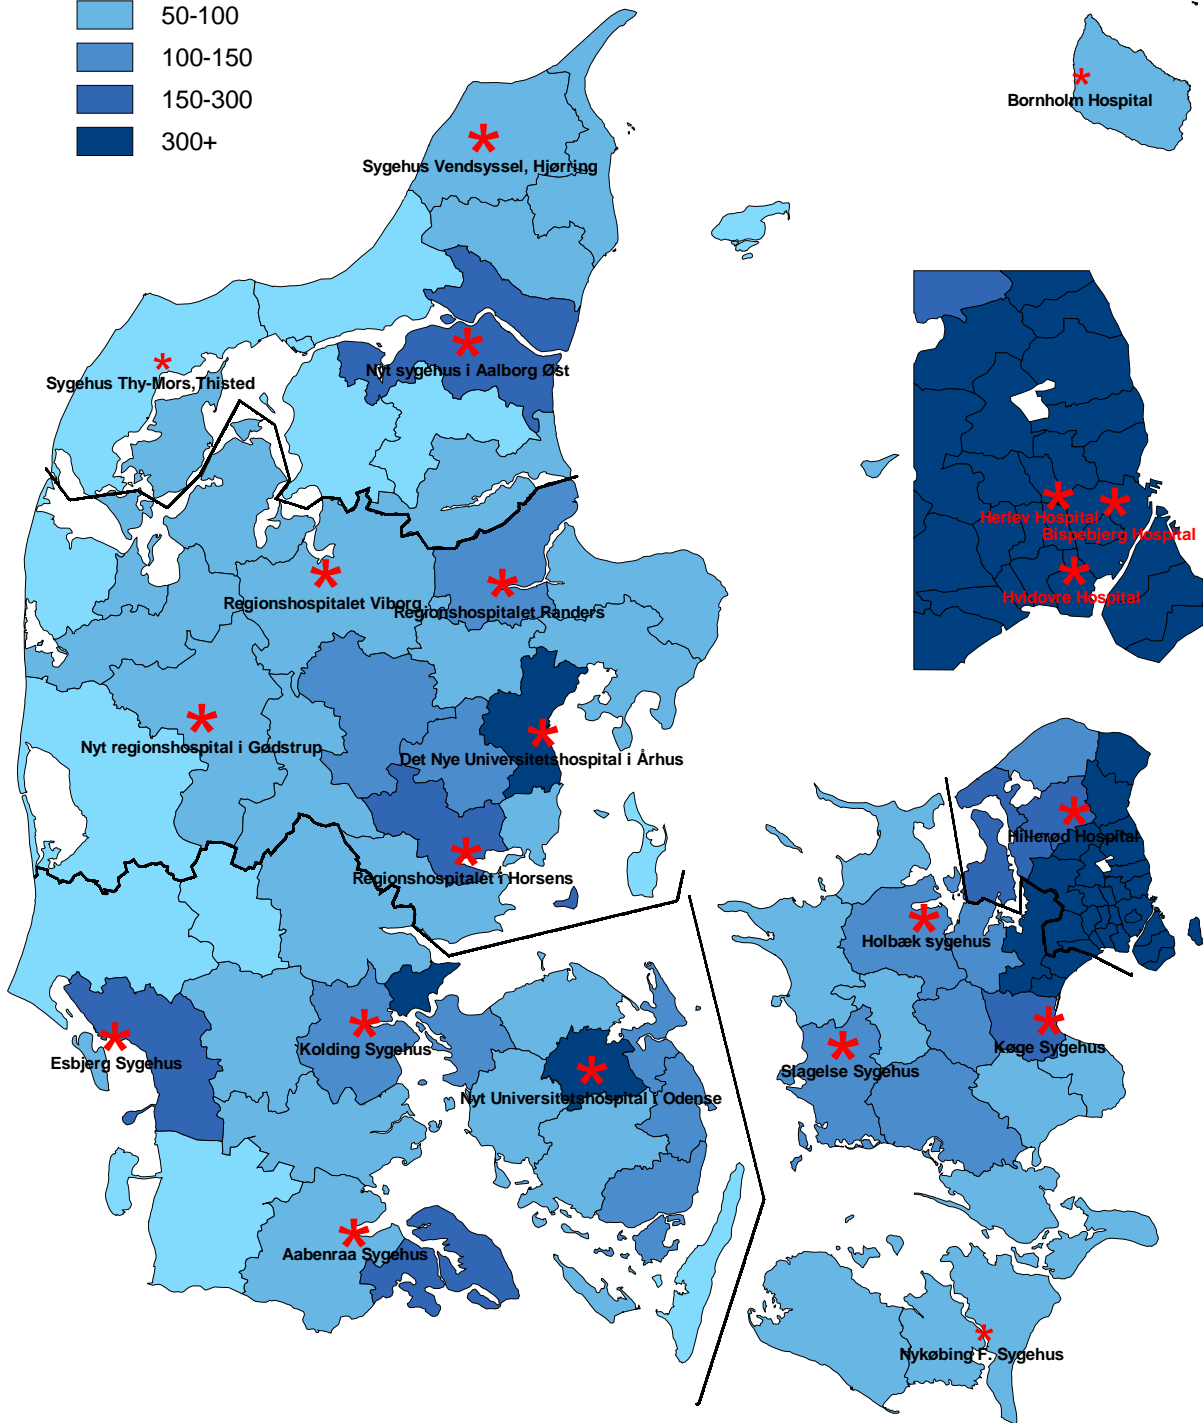 50-100
100-150
150-300
300+
Bornholm Hospital
Sygehus Vendsyssel, Hjørring
Nyt sygehus i Aalborg Øst
Sygehus Thy-Mors,Thisted
Herlev Hospital
Bispebjerg Hospital
Hvidovre Hospital
Regionshospitalet Viborg
Regionshospitalet Randers
Nyt regionshospital i Gødstrup
Det Nye Universitetshospital i Århus
Hillerød Hospital
Regionshospitalet i Horsens
Holbæk sygehus
Kolding Sygehus
Køge Sygehus
Esbjerg Sygehus
Slagelse Sygehus
Nyt Universitetshospital i Odense
Aabenraa Sygehus
Nykøbing F. Sygehus